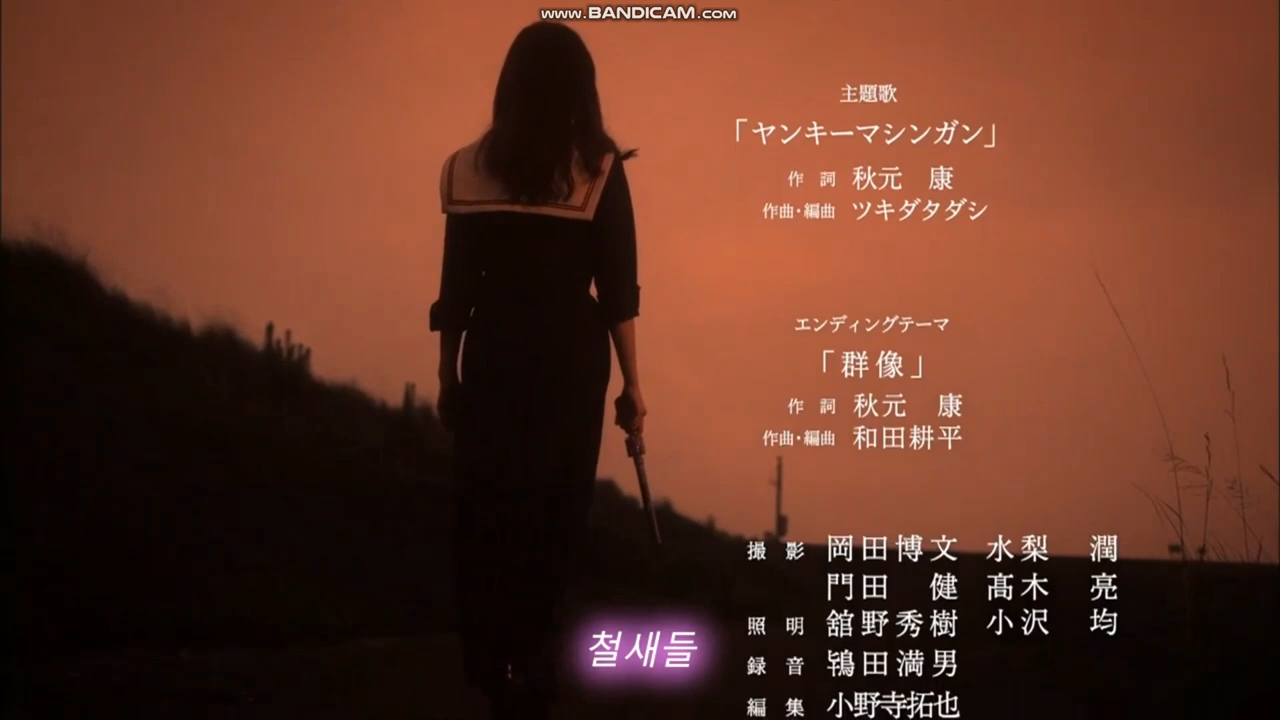 www.BANDICAM.com
主題歌
「ヤンキーマシンガン」
作 詞 秋元 康
作曲・編曲 ツキダタダシ
エンディングテーマ
「群像」
作 詞 秋元 康
作曲・編曲 和田耕平
撮 影 岡田博文 水梨 潤
門田 健 髙木 亮
照 明 舘野秀樹 小沢 均
録 音 鴇田満男
編 集 小野寺拓也
철새들